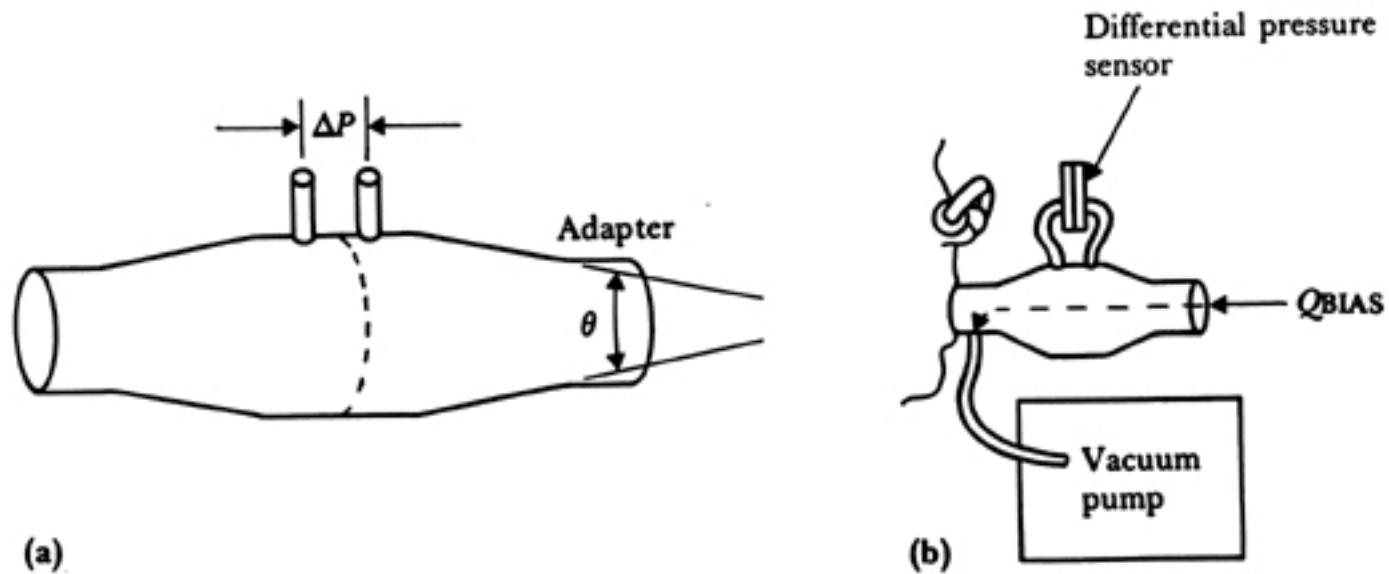 ΔP
Adapter
θ
(a)
Differential pressure
sensor
QBIAS
Vacuum
pump
(b)